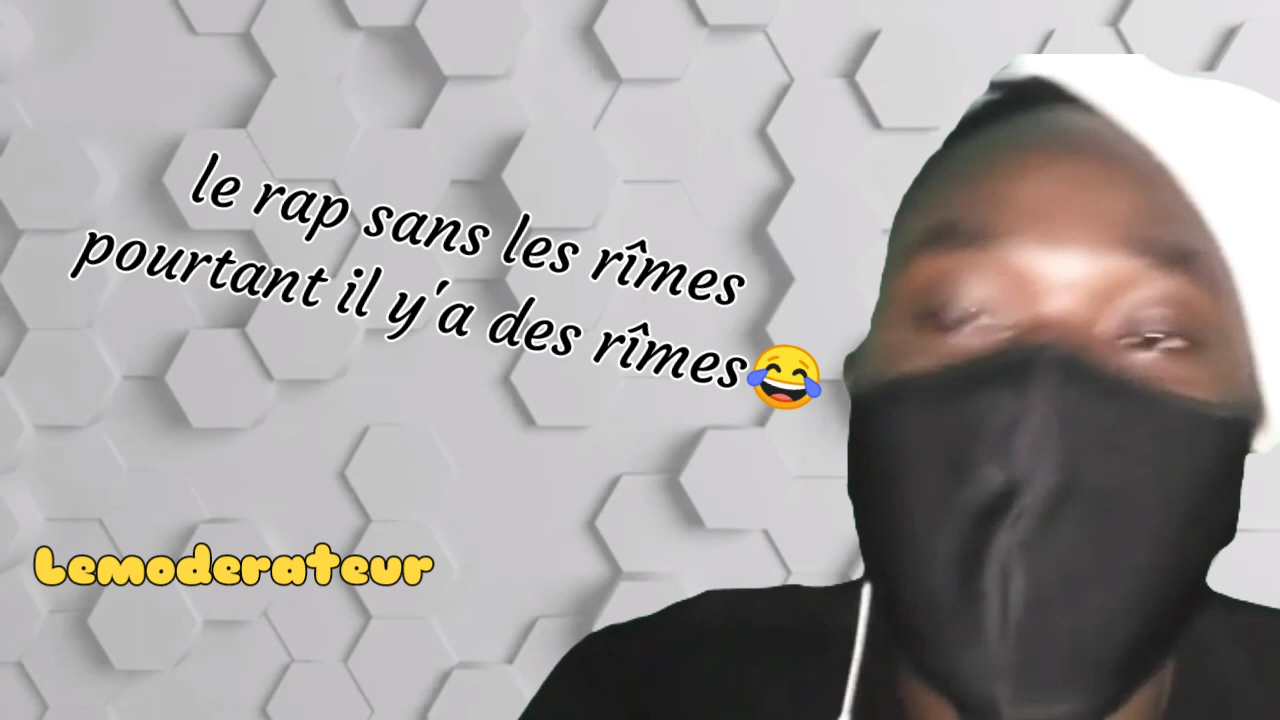 le rap sans les rîmes
pourtant il y'a des rîmes😂
Lemoderateur